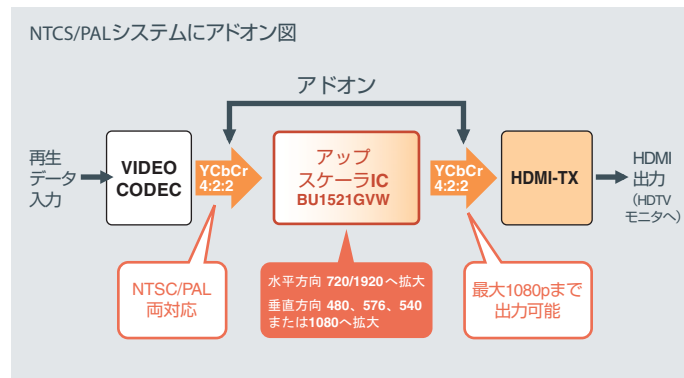 NTCS/PALシステムにアドオン図
アドオン
再生
データ
入力
VIDEO
CODEC
YCbCr
4:2:2
アップ
スケーラIC
BU1521GVW
YCbCr
4:2:2
HDMI-TX
HDMI
出力
(HDTV
モニタへ)
NTSC/PAL
両対応
水平方向 720/1920へ拡大
垂直方向 480、576、540
または1080へ拡大
最大1080pまで
出力可能